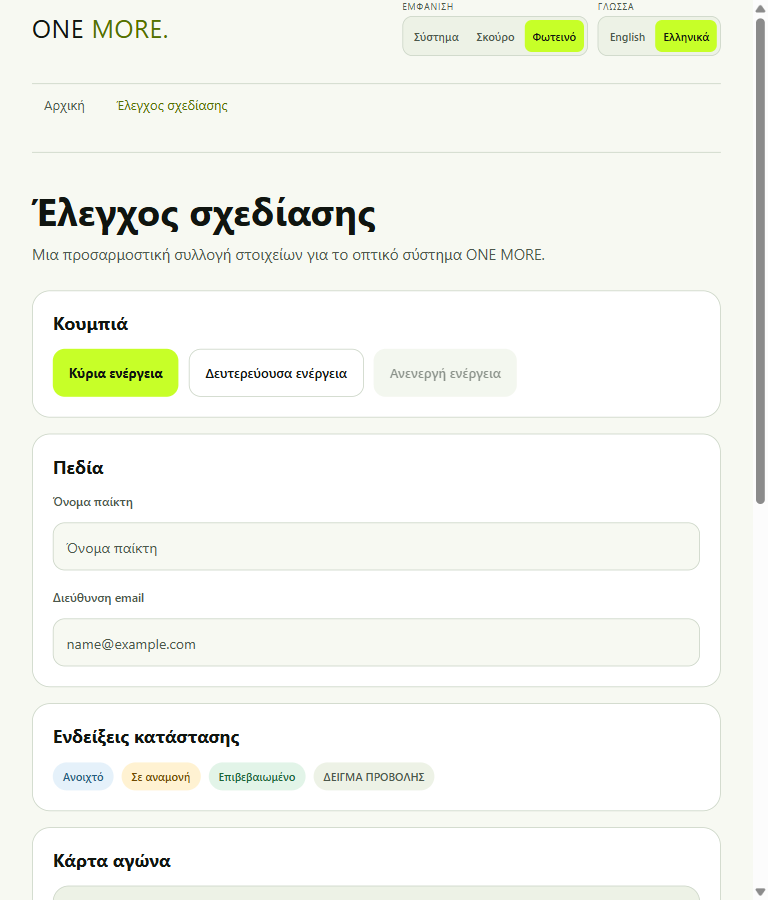 ONE MORE.
ΕΜΦΑΝΙΣΗ
Σύστημα Σκούρο Φωτεινό
ΓΛΩΣΣΑ
English Ελληνικά
Αρχική Έλεγχος σχεδίασης
Έλεγχος σχεδίασης
Μια προσαρμοστική συλλογή στοιχείων για το οπτικό σύστημα ONE MORE.
Κουμπιά
Κύρια ενέργεια Δευτερεύουσα ενέργεια Ανενεργή ενέργεια
Πεδία
Όνομα παίκτη
Όνομα παίκτη
Διεύθυνση email
name@example.com
Ενδείξεις κατάστασης
Ανοιχτό Σε αναμονή Επιβεβαιωμένο ΔΕΙΓΜΑ ΠΡΟΒΟΛΗΣ
Κάρτα αγώνα